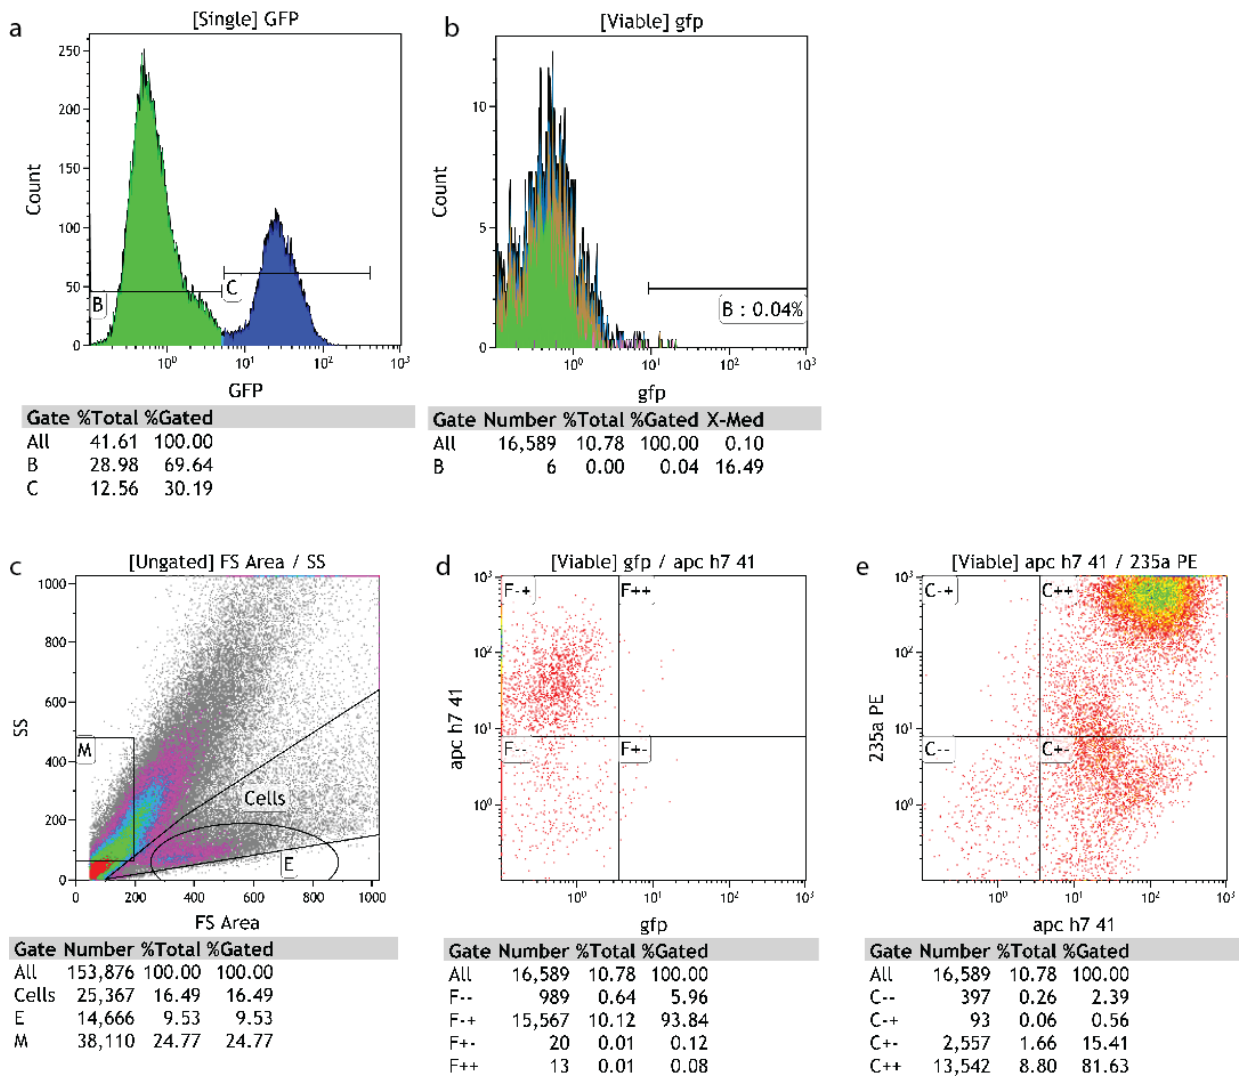 a
[Single] GFP
250
200
150
100
50
0
Count
B
C
10⁰
10¹
10²
10³
GFP
Gate %Total %Gated
All 41.61 100.00
B 28.98 69.64
C 12.56 30.19
b
[Viable] gfp
10
5
0
Count
B : 0.04%
10⁰
10¹
10²
10³
gfp
Gate Number %Total %Gated X-Med
All 16,589 10.78 100.00 0.10
B 6 0.00 0.04 16.49
c
[Ungated] FS Area / SS
1000
800
600
400
200
0
SS
M
Cells
E
0 200 400 600 800 1000
FS Area
Gate Number %Total %Gated
All 153,876 100.00 100.00
Cells 25,367 16.49 16.49
E 14,666 9.53 9.53
M 38,110 24.77 24.77
d
[Viable] gfp / apc h7 41
10³
10²
10¹
10⁰
apc h7 41
F-+
F++
F--
F+-
10⁰
10¹
10²
10³
gfp
Gate Number %Total %Gated
All 16,589 10.78 100.00
F-- 989 0.64 5.96
F-+ 15,567 10.12 93.84
F+- 20 0.01 0.12
F++ 13 0.01 0.08
e
[Viable] apc h7 41 / 235a PE
10³
10²
10¹
10⁰
235a PE
C-+
C++
C--
C+-
10⁰
10¹
10²
10³
apc h7 41
Gate Number %Total %Gated
All 16,589 10.78 100.00
C-- 397 0.26 2.39
C-+ 93 0.06 0.56
C+- 2,557 1.66 15.41
C++ 13,542 8.80 81.63